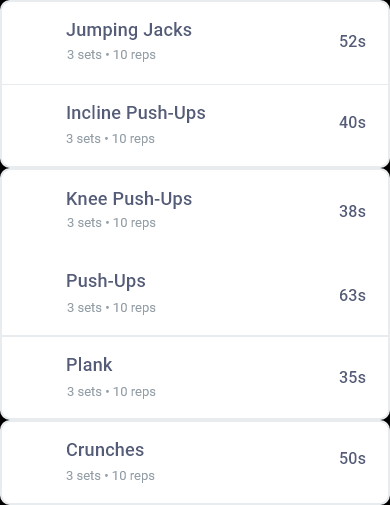 Jumping Jacks
3 sets • 10 reps
52s
Incline Push-Ups
3 sets • 10 reps
40s
Knee Push-Ups
3 sets • 10 reps
38s
Push-Ups
3 sets • 10 reps
63s
Plank
3 sets • 10 reps
35s
Crunches
3 sets • 10 reps
50s